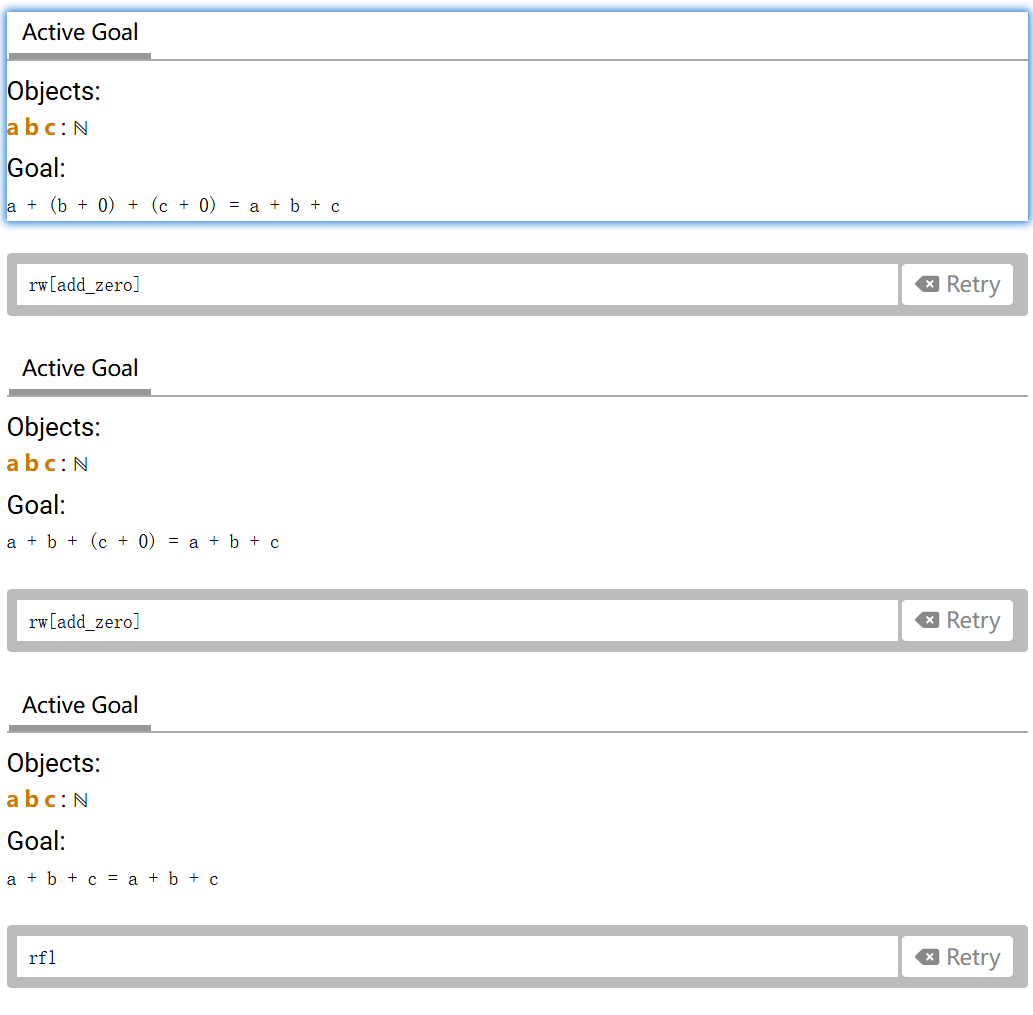 Active Goal
Objects:
a b c : ℕ
Goal:
a + (b + 0) + (c + 0) = a + b + c
rw[add_zero]
Retry
Active Goal
Objects:
a b c : ℕ
Goal:
a + b + (c + 0) = a + b + c
rw[add_zero]
Retry
Active Goal
Objects:
a b c : ℕ
Goal:
a + b + c = a + b + c
rfl
Retry